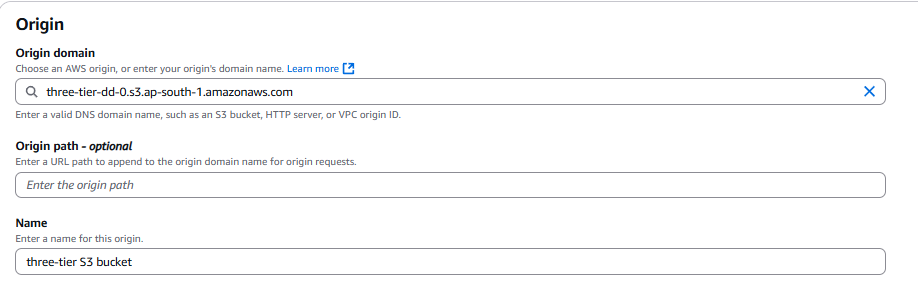 Origin
Origin domain
Choose an AWS origin, or enter your origin's domain name. Learn more
three-tier-dd-0.s3.ap-south-1.amazonaws.com
Enter a valid DNS domain name, such as an S3 bucket, HTTP server, or VPC origin ID.
Origin path - optional
Enter a URL path to append to the origin domain name for origin requests.
Enter the origin path
Name
Enter a name for this origin.
three-tier S3 bucket